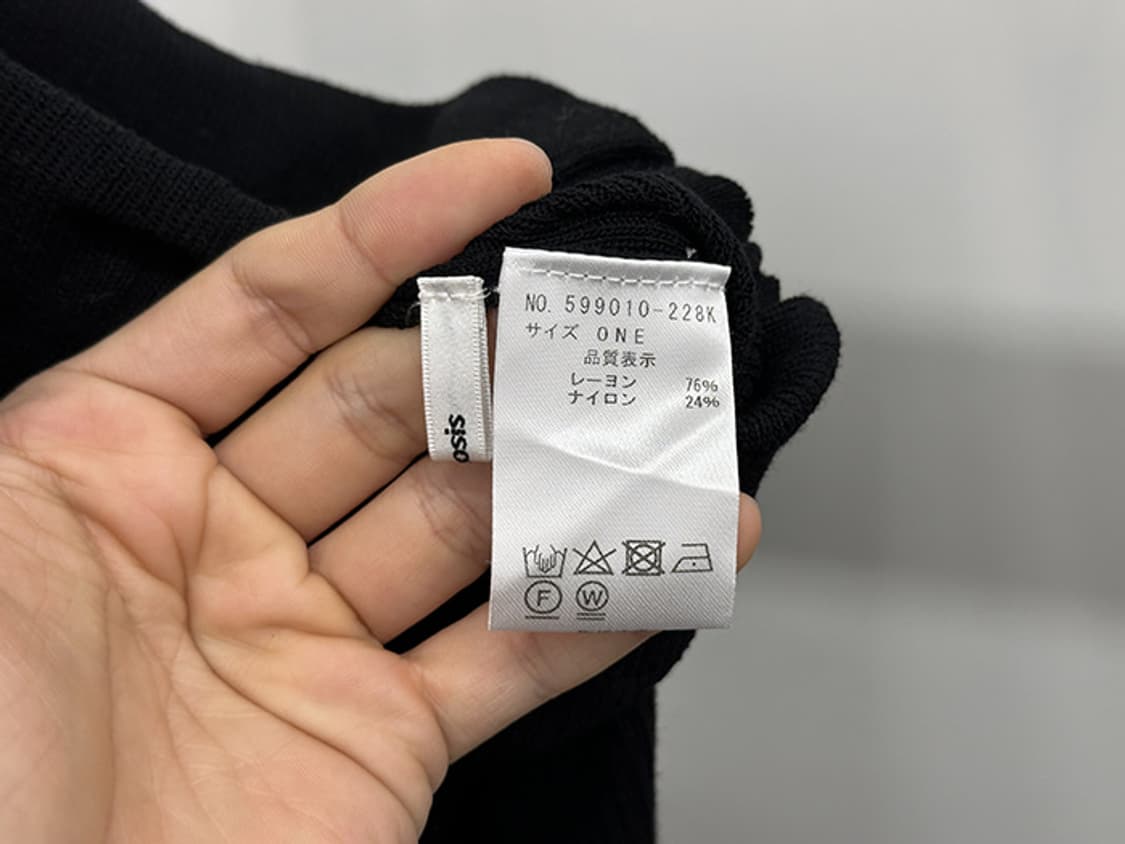 NO. 599010-228K
サイズ ONE
品質表示
レーヨン 76%
ナイロン 24%
F W
osis